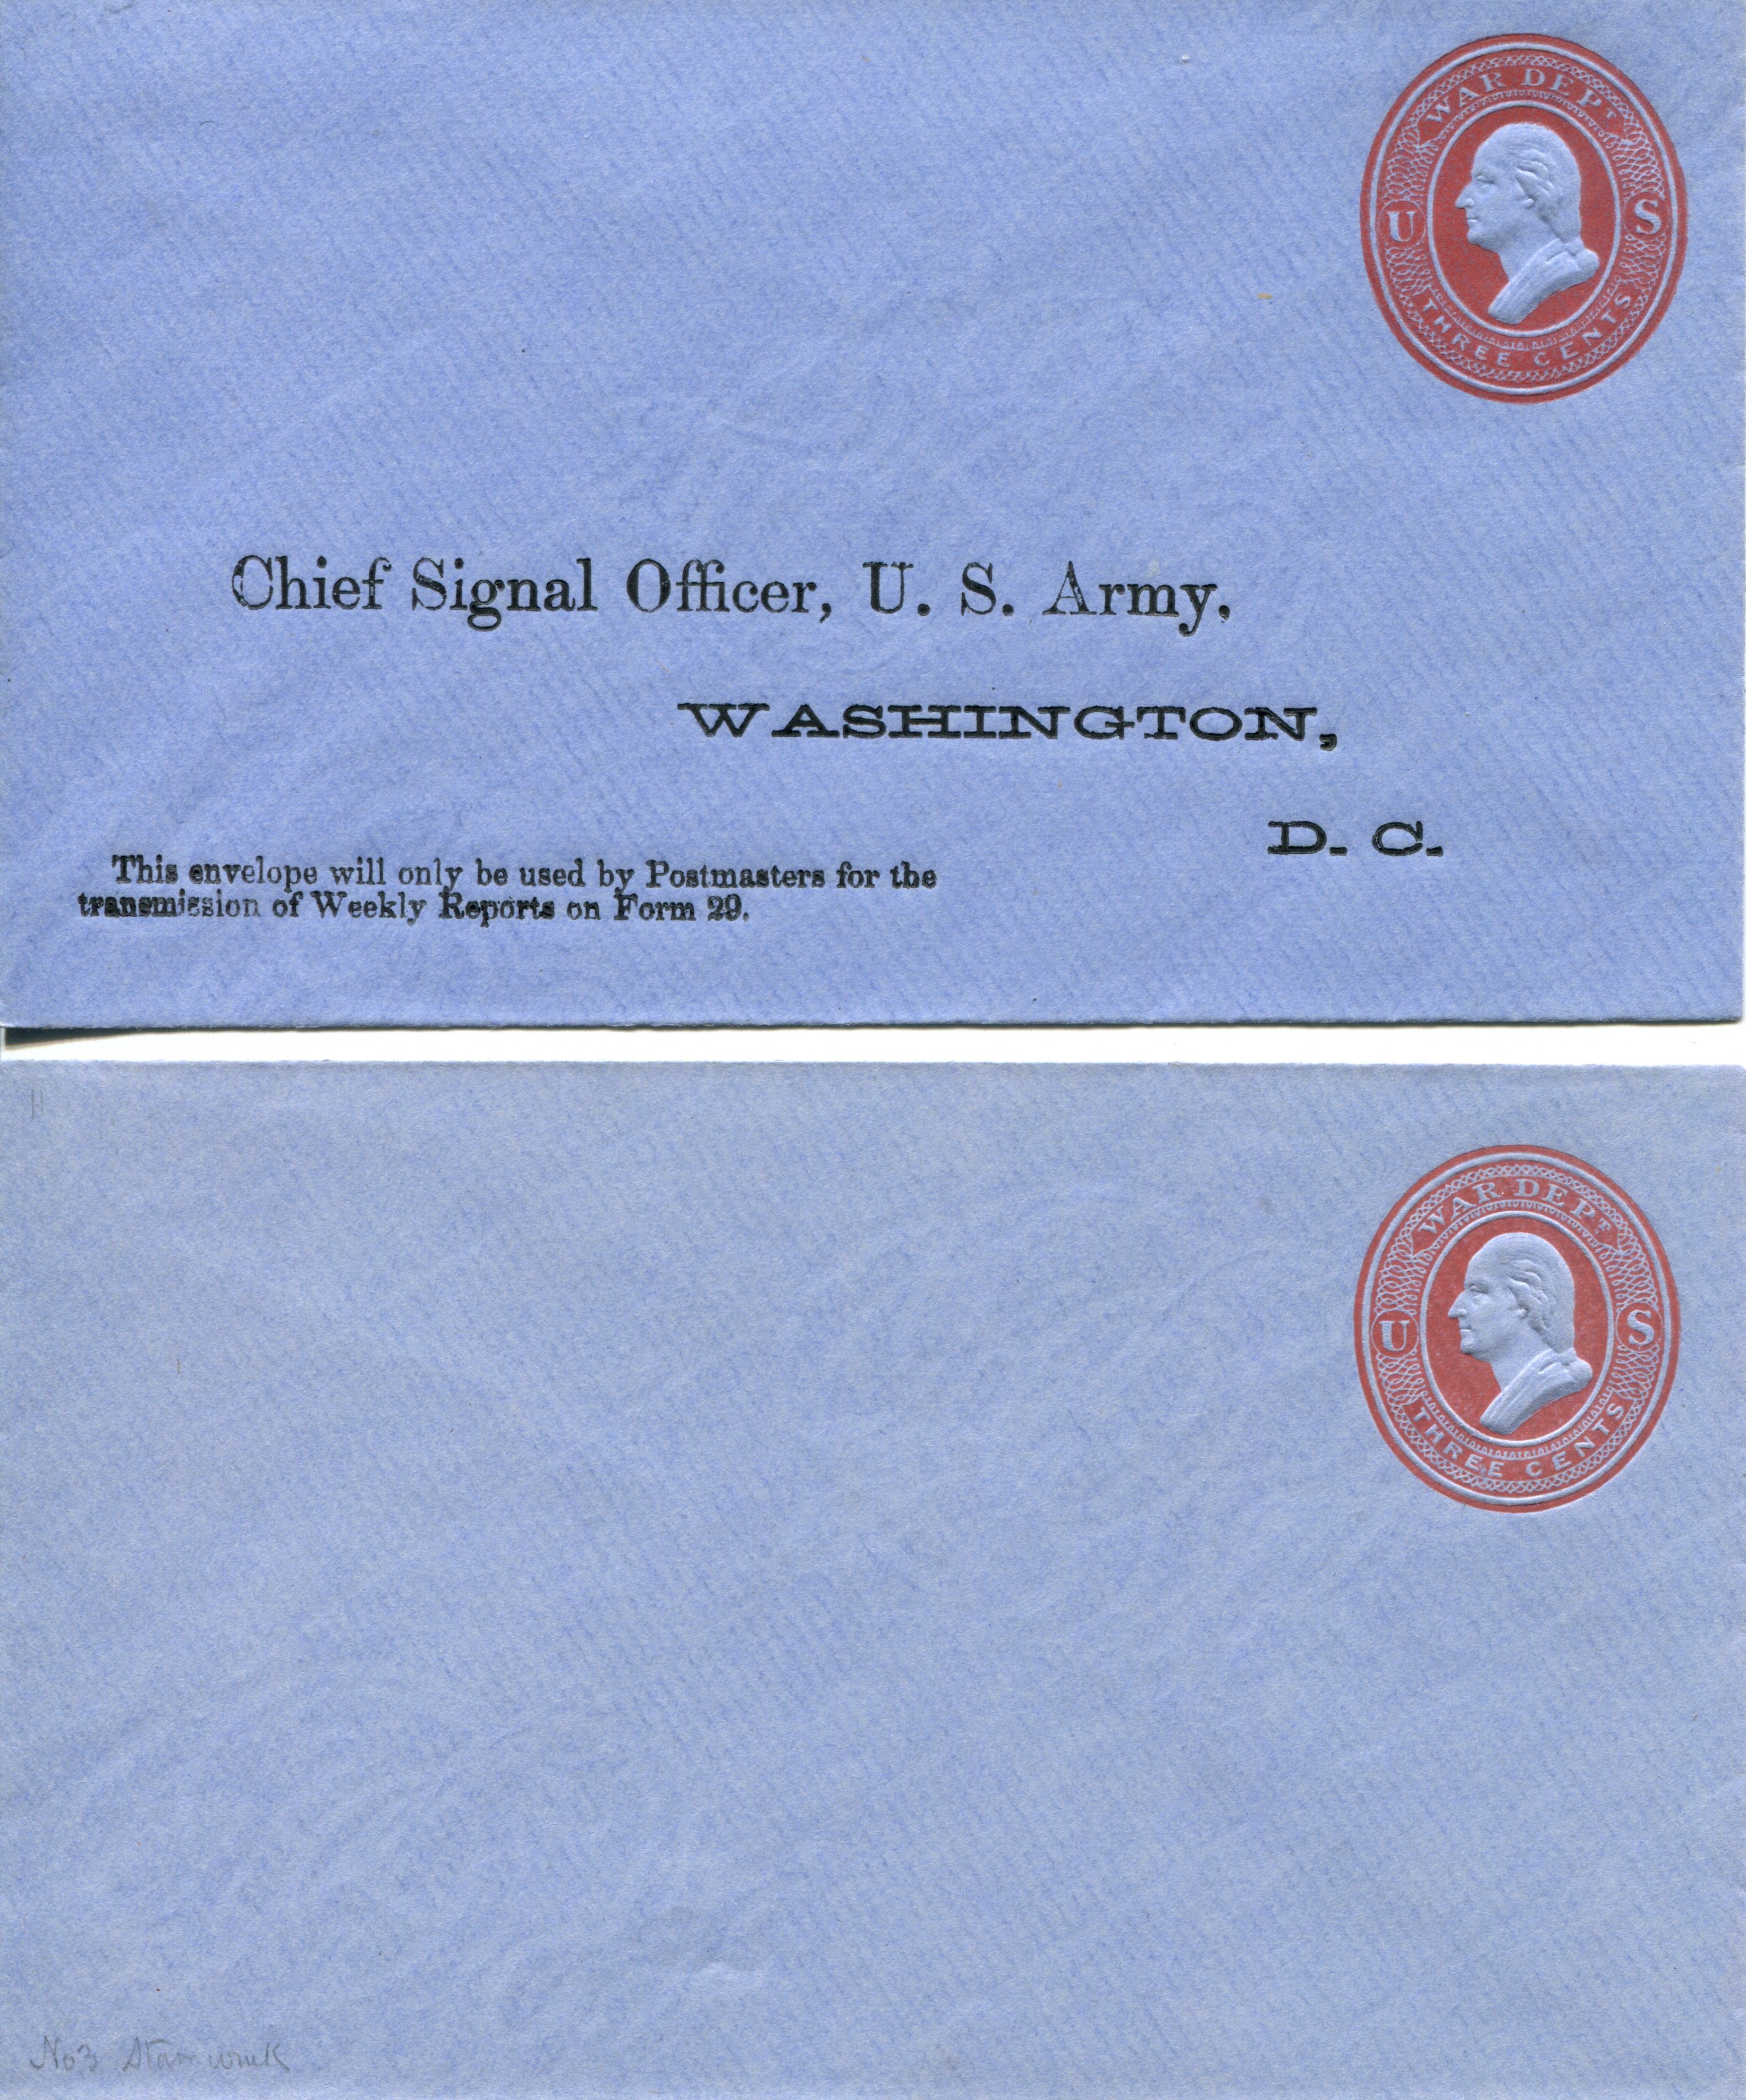 WAR DEPT
U S
THREE CENTS
Chief Signal Officer, U. S. Army,
WASHINGTON,
D. C.
This envelope will only be used by Postmasters for the
transmission of Weekly Reports on Form 29.
WAR DEPT
U S
THREE CENTS
No 3